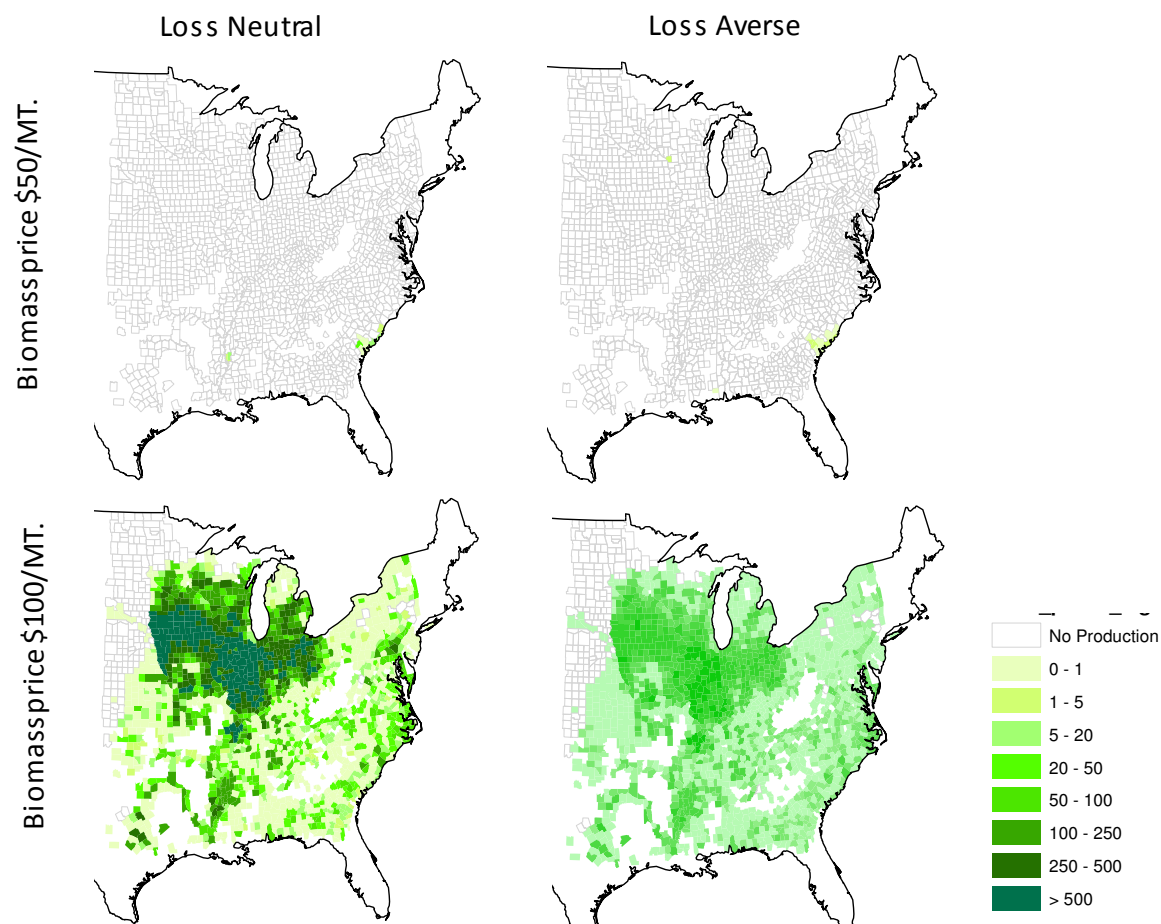 Loss Neutral
Loss Averse
Biomassprice $50/MT.
Biomassprice $100/MT.
No Production
0 - 1
1 - 5
5 - 20
20 - 50
50 - 100
100 - 250
250 - 500
> 500